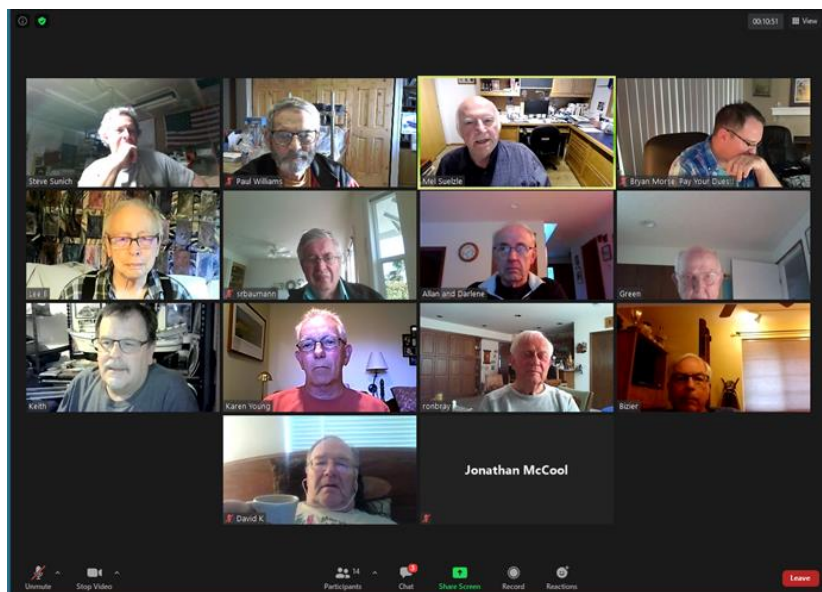 00:10:51 View
Steve Sunich
Paul Williams
Mel Suelzle
Bryan Morse. Pay Your Dues...
Lee F
srbaumann
Allan and Darlene
Green
Keith
Karen Young
ronbray
Bizier
David K
Jonathan McCool
Unmute
Stop Video
Participants 14
Chat 3
Share Screen
Record
Reactions
Leave